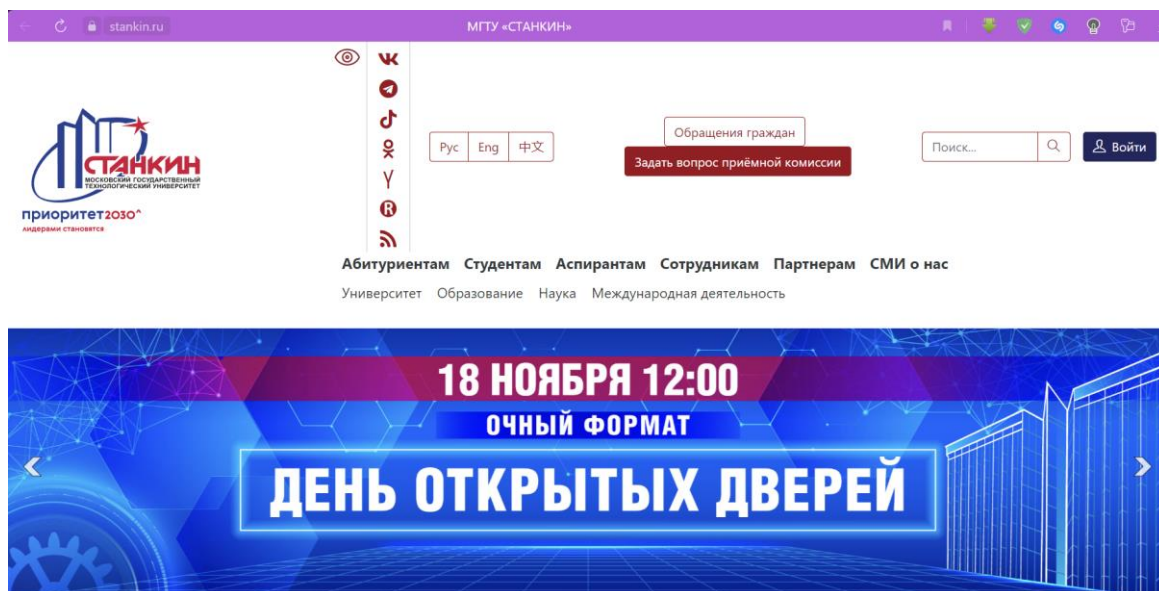 stankin.ru
МГТУ «СТАНКИН»
СТАНКИН
МОСКОВСКИЙ ГОСУДАРСТВЕННЫЙ
ТЕХНОЛОГИЧЕСКИЙ УНИВЕРСИТЕТ
приоритет2030^
лидерами становятся
Рус Eng 中文
Обращения граждан
Задать вопрос приёмной комиссии
Поиск...
Войти
Абитуриентам Студентам Аспирантам Сотрудникам Партнерам СМИ о нас
Университет Образование Наука Международная деятельность
18 НОЯБРЯ 12:00
ОЧНЫЙ ФОРМАТ
ДЕНЬ ОТКРЫТЫХ ДВЕРЕЙ